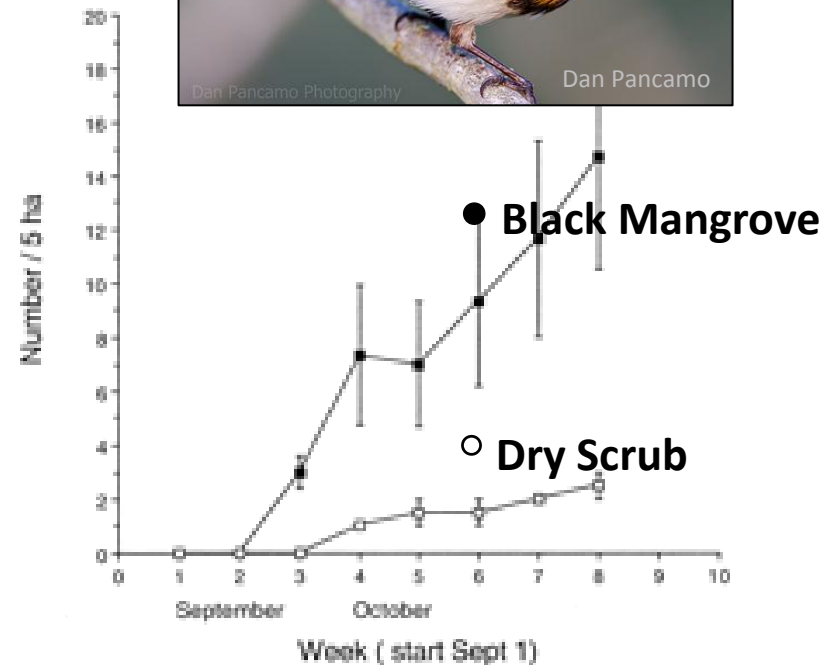 Dan Pancamo Photography
Dan Pancamo
20
18
16
14
12
10
8
6
4
2
0
Number / 5 ha
Black Mangrove
Dry Scrub
0 1 2 3 4 5 6 7 8 9 10
September October
Week ( start Sept 1)